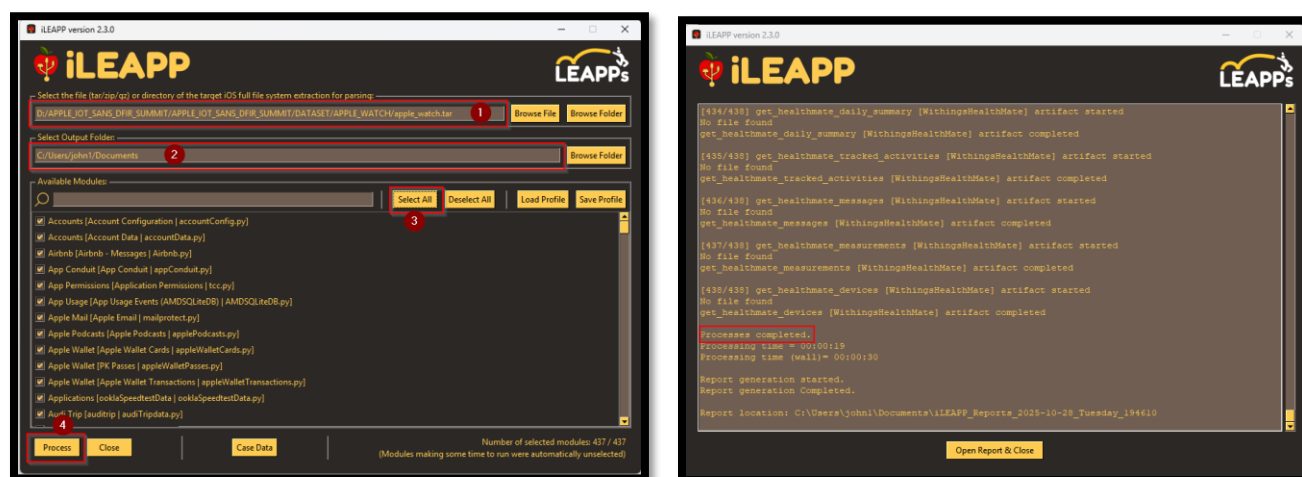 iLEAPP version 2.3.0
iLEAPP
LEAPPs
Select the file (tar/zip/gz) or directory of the target iOS full file system extraction for parsing:
D:/APPLE_IOT_SANS_DFIR_SUMMIT/APPLE_IOT_SANS_DFIR_SUMMIT/DATASET/APPLE_WATCH/apple_watch.tar
1
Browse File
Browse Folder
Select Output Folder:
C:/Users/john1/Documents
2
Browse Folder
Available Modules:
Select All
Deselect All
Load Profile
Save Profile
3
Accounts [Account Configuration | accountConfig.py]
Accounts [Account Data | accountData.py]
Airbnb [Airbnb - Messages | Airbnb.py]
App Conduit [App Conduit | appConduit.py]
App Permissions [Application Permissions | tcc.py]
App Usage [App Usage Events (AMDSQLiteDB) | AMDSQLiteDB.py]
Apple Mail [Apple Email | mailprotect.py]
Apple Podcasts [Apple Podcasts | applePodcasts.py]
Apple Wallet [Apple Wallet Cards | appleWalletCards.py]
Apple Wallet [PK Passes | appleWalletPasses.py]
Apple Wallet [Apple Wallet Transactions | appleWalletTransactions.py]
Applications [ooklaSpeedtestData | ooklaSpeedtestData.py]
Audi Trip [auditrip | audiTripdata.py]
4
Process
Close
Case Data
Number of selected modules: 437 / 437
(Modules making some time to run were automatically unselected)
iLEAPP version 2.3.0
iLEAPP
LEAPPs
[434/438] get_healthmate_daily_summary [WithingsHealthMate] artifact started
No file found
get_healthmate_daily_summary [WithingsHealthMate] artifact completed
[435/438] get_healthmate_tracked_activities [WithingsHealthMate] artifact started
No file found
get_healthmate_tracked_activities [WithingsHealthMate] artifact completed
[436/438] get_healthmate_messages [WithingsHealthMate] artifact started
No file found
get_healthmate_messages [WithingsHealthMate] artifact completed
[437/438] get_healthmate_measurements [WithingsHealthMate] artifact started
No file found
get_healthmate_measurements [WithingsHealthMate] artifact completed
[438/438] get_healthmate_devices [WithingsHealthMate] artifact started
No file found
get_healthmate_devices [WithingsHealthMate] artifact completed
Processes completed.
Processing time = 00:00:19
Processing time (wall)= 00:00:30
Report generation started.
Report generation Completed.
Report location: C:\Users\john1\Documents\iLEAPP_Reports_2025-10-28_Tuesday_194610
Open Report & Close